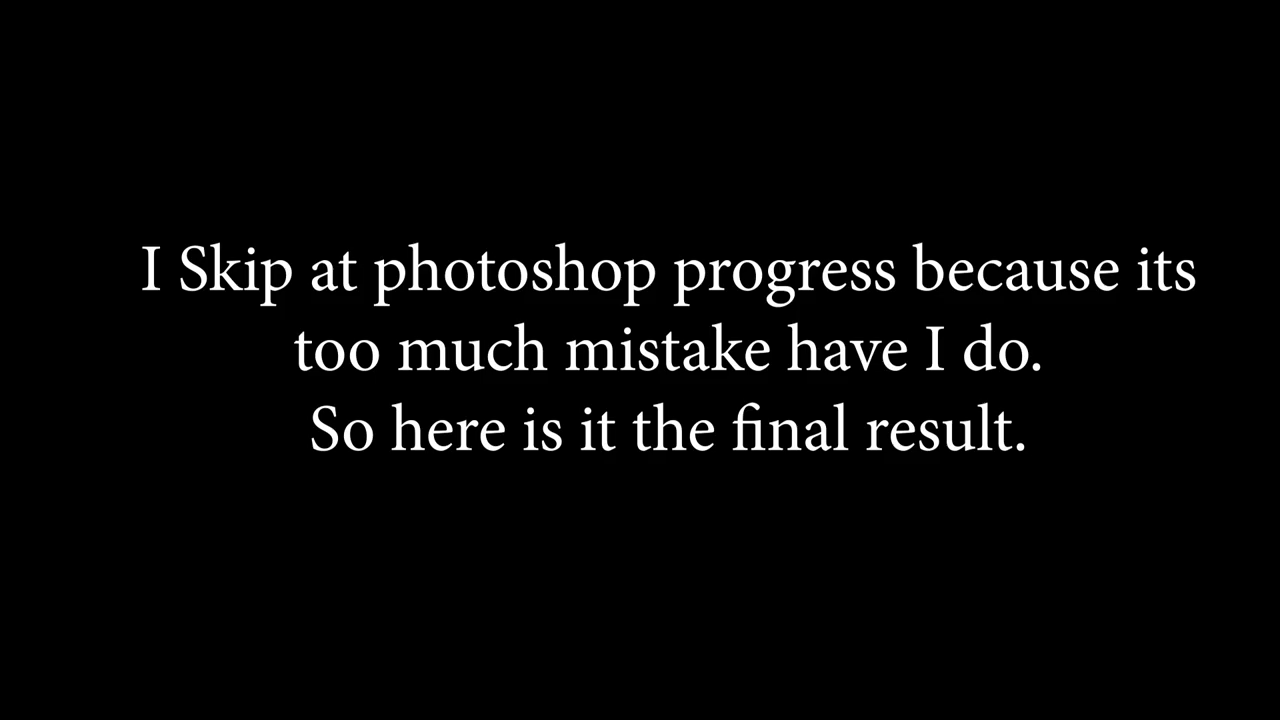 I Skip at photoshop progress because its
too much mistake have I do.
So here is it the final result.